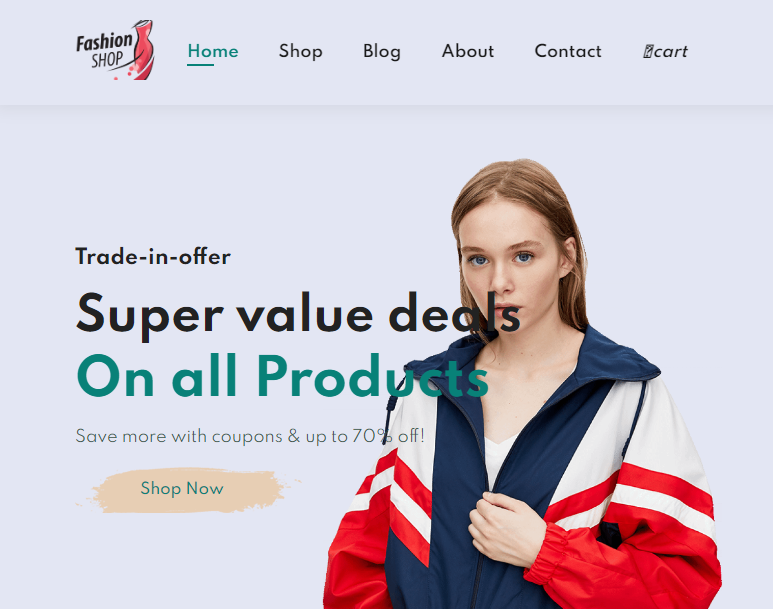 Fashion
SHOP
Home Shop Blog About Contact cart
Trade-in-offer
Super value deals
On all Products
Save more with coupons & up to 70% off!
Shop Now